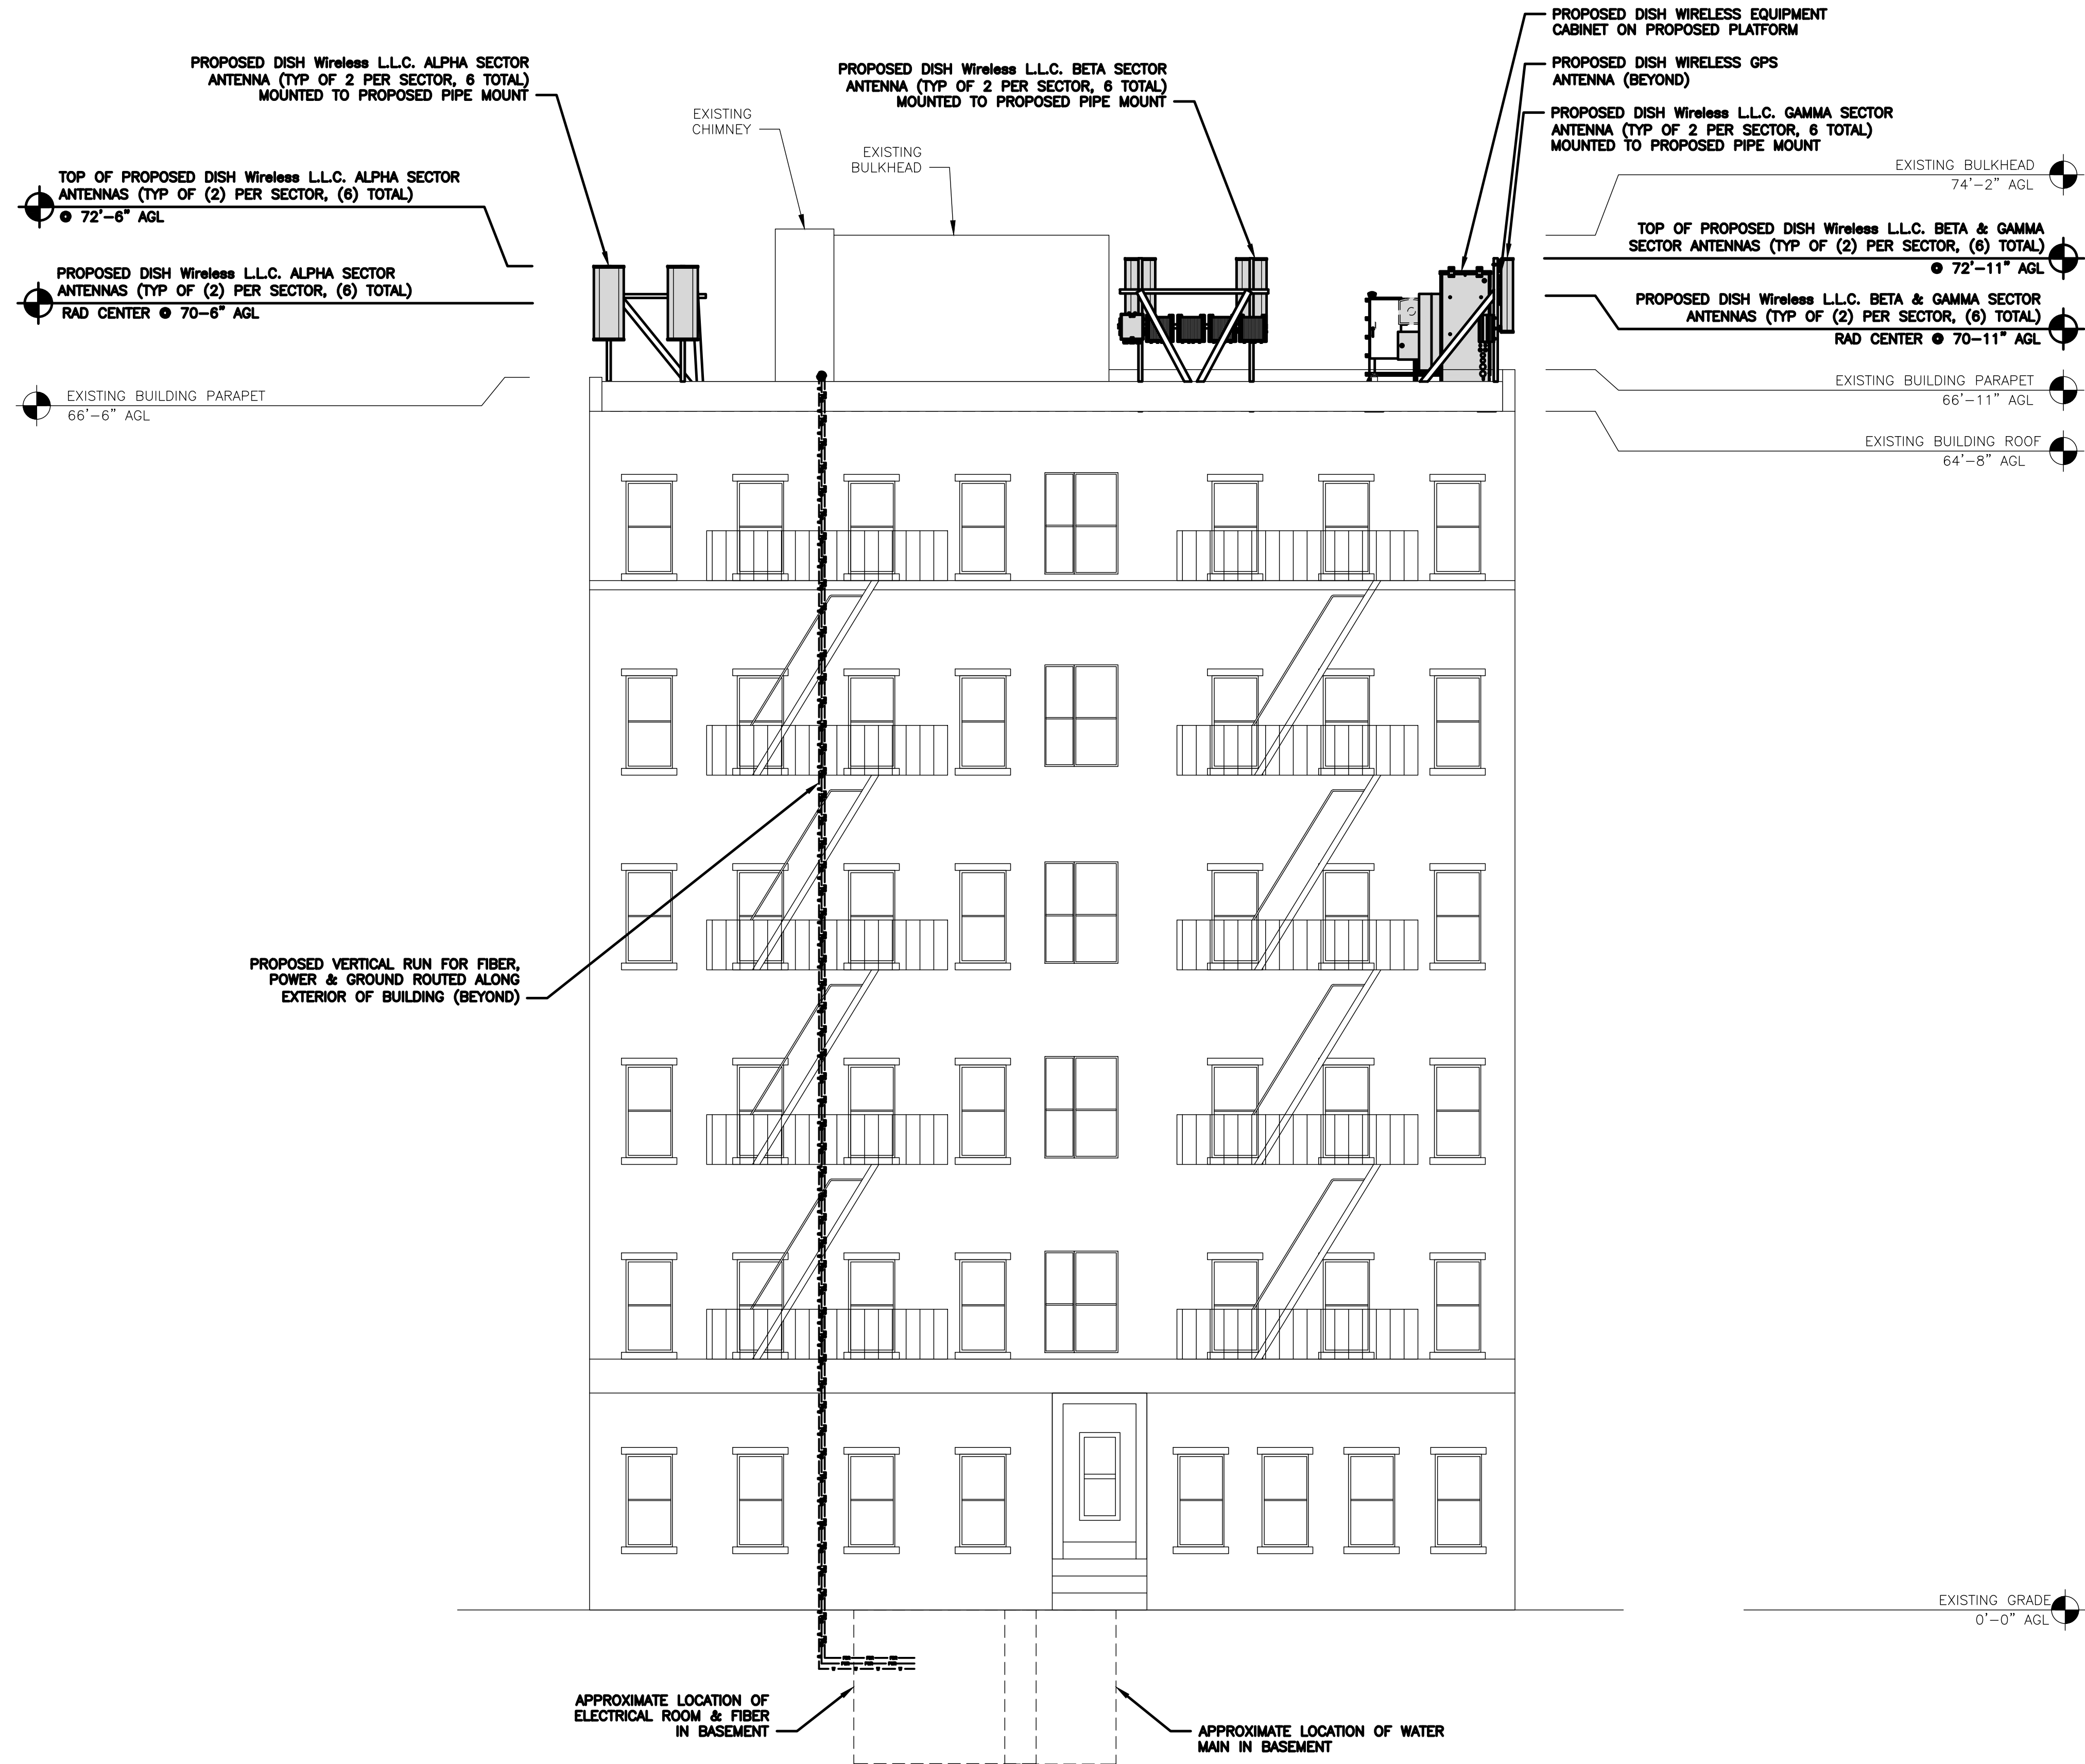 PROPOSED DISH WIRELESS EQUIPMENT
CABINET ON PROPOSED PLATFORM
PROPOSED DISH Wireless L.L.C. ALPHA SECTOR
ANTENNA (TYP OF 2 PER SECTOR, 6 TOTAL)
MOUNTED TO PROPOSED PIPE MOUNT
PROPOSED DISH Wireless L.L.C. BETA SECTOR
ANTENNA (TYP OF 2 PER SECTOR, 6 TOTAL)
MOUNTED TO PROPOSED PIPE MOUNT
PROPOSED DISH WIRELESS GPS
ANTENNA (BEYOND)
EXISTING
CHIMNEY
EXISTING
BULKHEAD
PROPOSED DISH Wireless L.L.C. GAMMA SECTOR
ANTENNA (TYP OF 2 PER SECTOR, 6 TOTAL)
MOUNTED TO PROPOSED PIPE MOUNT
TOP OF PROPOSED DISH Wireless L.L.C. ALPHA SECTOR
ANTENNAS (TYP OF (2) PER SECTOR, (6) TOTAL)
@ 72'-6" AGL
EXISTING BULKHEAD
74'-2" AGL
TOP OF PROPOSED DISH Wireless L.L.C. BETA & GAMMA
SECTOR ANTENNAS (TYP OF (2) PER SECTOR, (6) TOTAL)
@ 72'-11" AGL
PROPOSED DISH Wireless L.L.C. ALPHA SECTOR
ANTENNAS (TYP OF (2) PER SECTOR, (6) TOTAL)
RAD CENTER @ 70-6" AGL
PROPOSED DISH Wireless L.L.C. BETA & GAMMA SECTOR
ANTENNAS (TYP OF (2) PER SECTOR, (6) TOTAL)
RAD CENTER @ 70-11" AGL
EXISTING BUILDING PARAPET
66'-6" AGL
EXISTING BUILDING PARAPET
66'-11" AGL
EXISTING BUILDING ROOF
64'-8" AGL
PROPOSED VERTICAL RUN FOR FIBER,
POWER & GROUND ROUTED ALONG
EXTERIOR OF BUILDING (BEYOND)
EXISTING GRADE
0'-0" AGL
APPROXIMATE LOCATION OF
ELECTRICAL ROOM & FIBER
IN BASEMENT
APPROXIMATE LOCATION OF WATER
MAIN IN BASEMENT